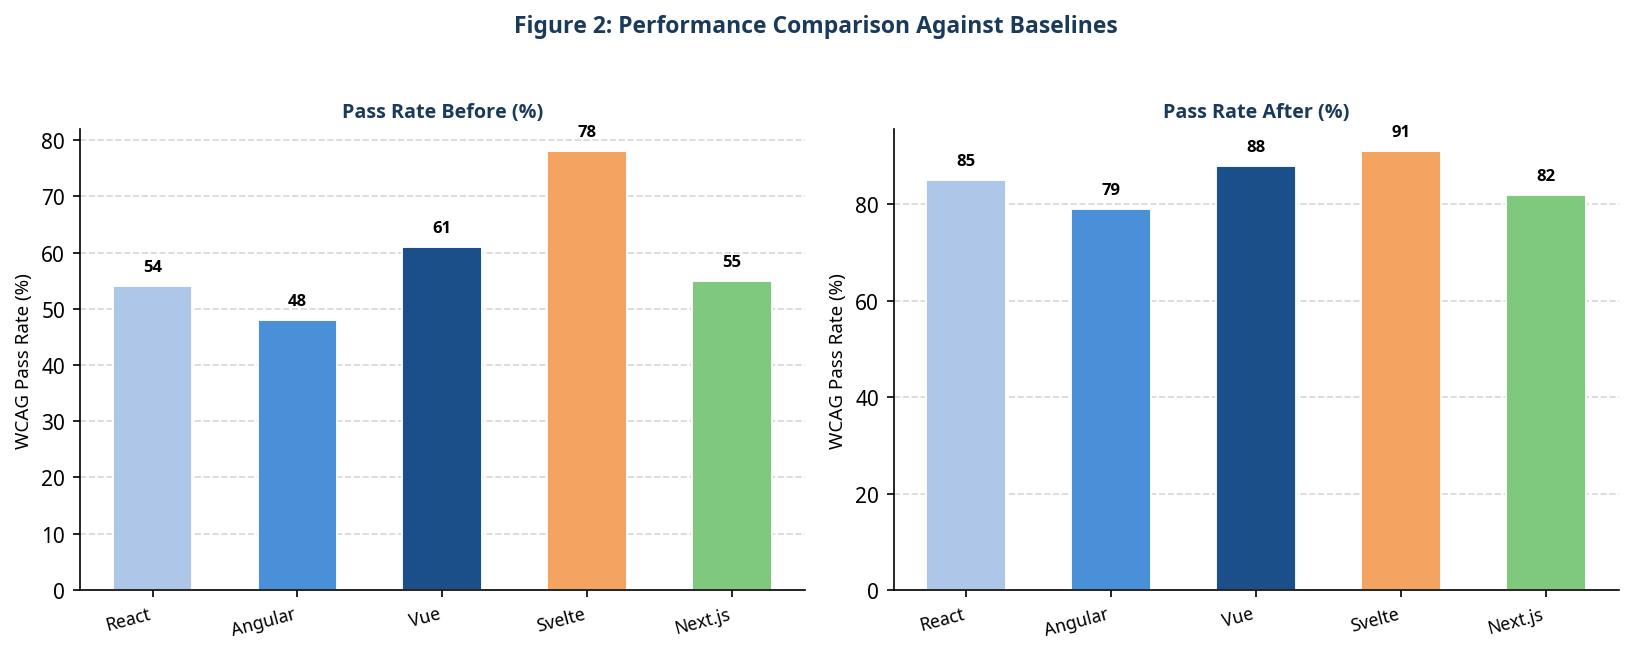 Figure 2: Performance Comparison Against Baselines
Pass Rate Before (%)
WCAG Pass Rate (%)
80
70
60
50
40
30
20
10
0
54
48
61
78
55
React
Angular
Vue
Svelte
Next.js
Pass Rate After (%)
WCAG Pass Rate (%)
80
60
40
20
0
85
79
88
91
82
React
Angular
Vue
Svelte
Next.js